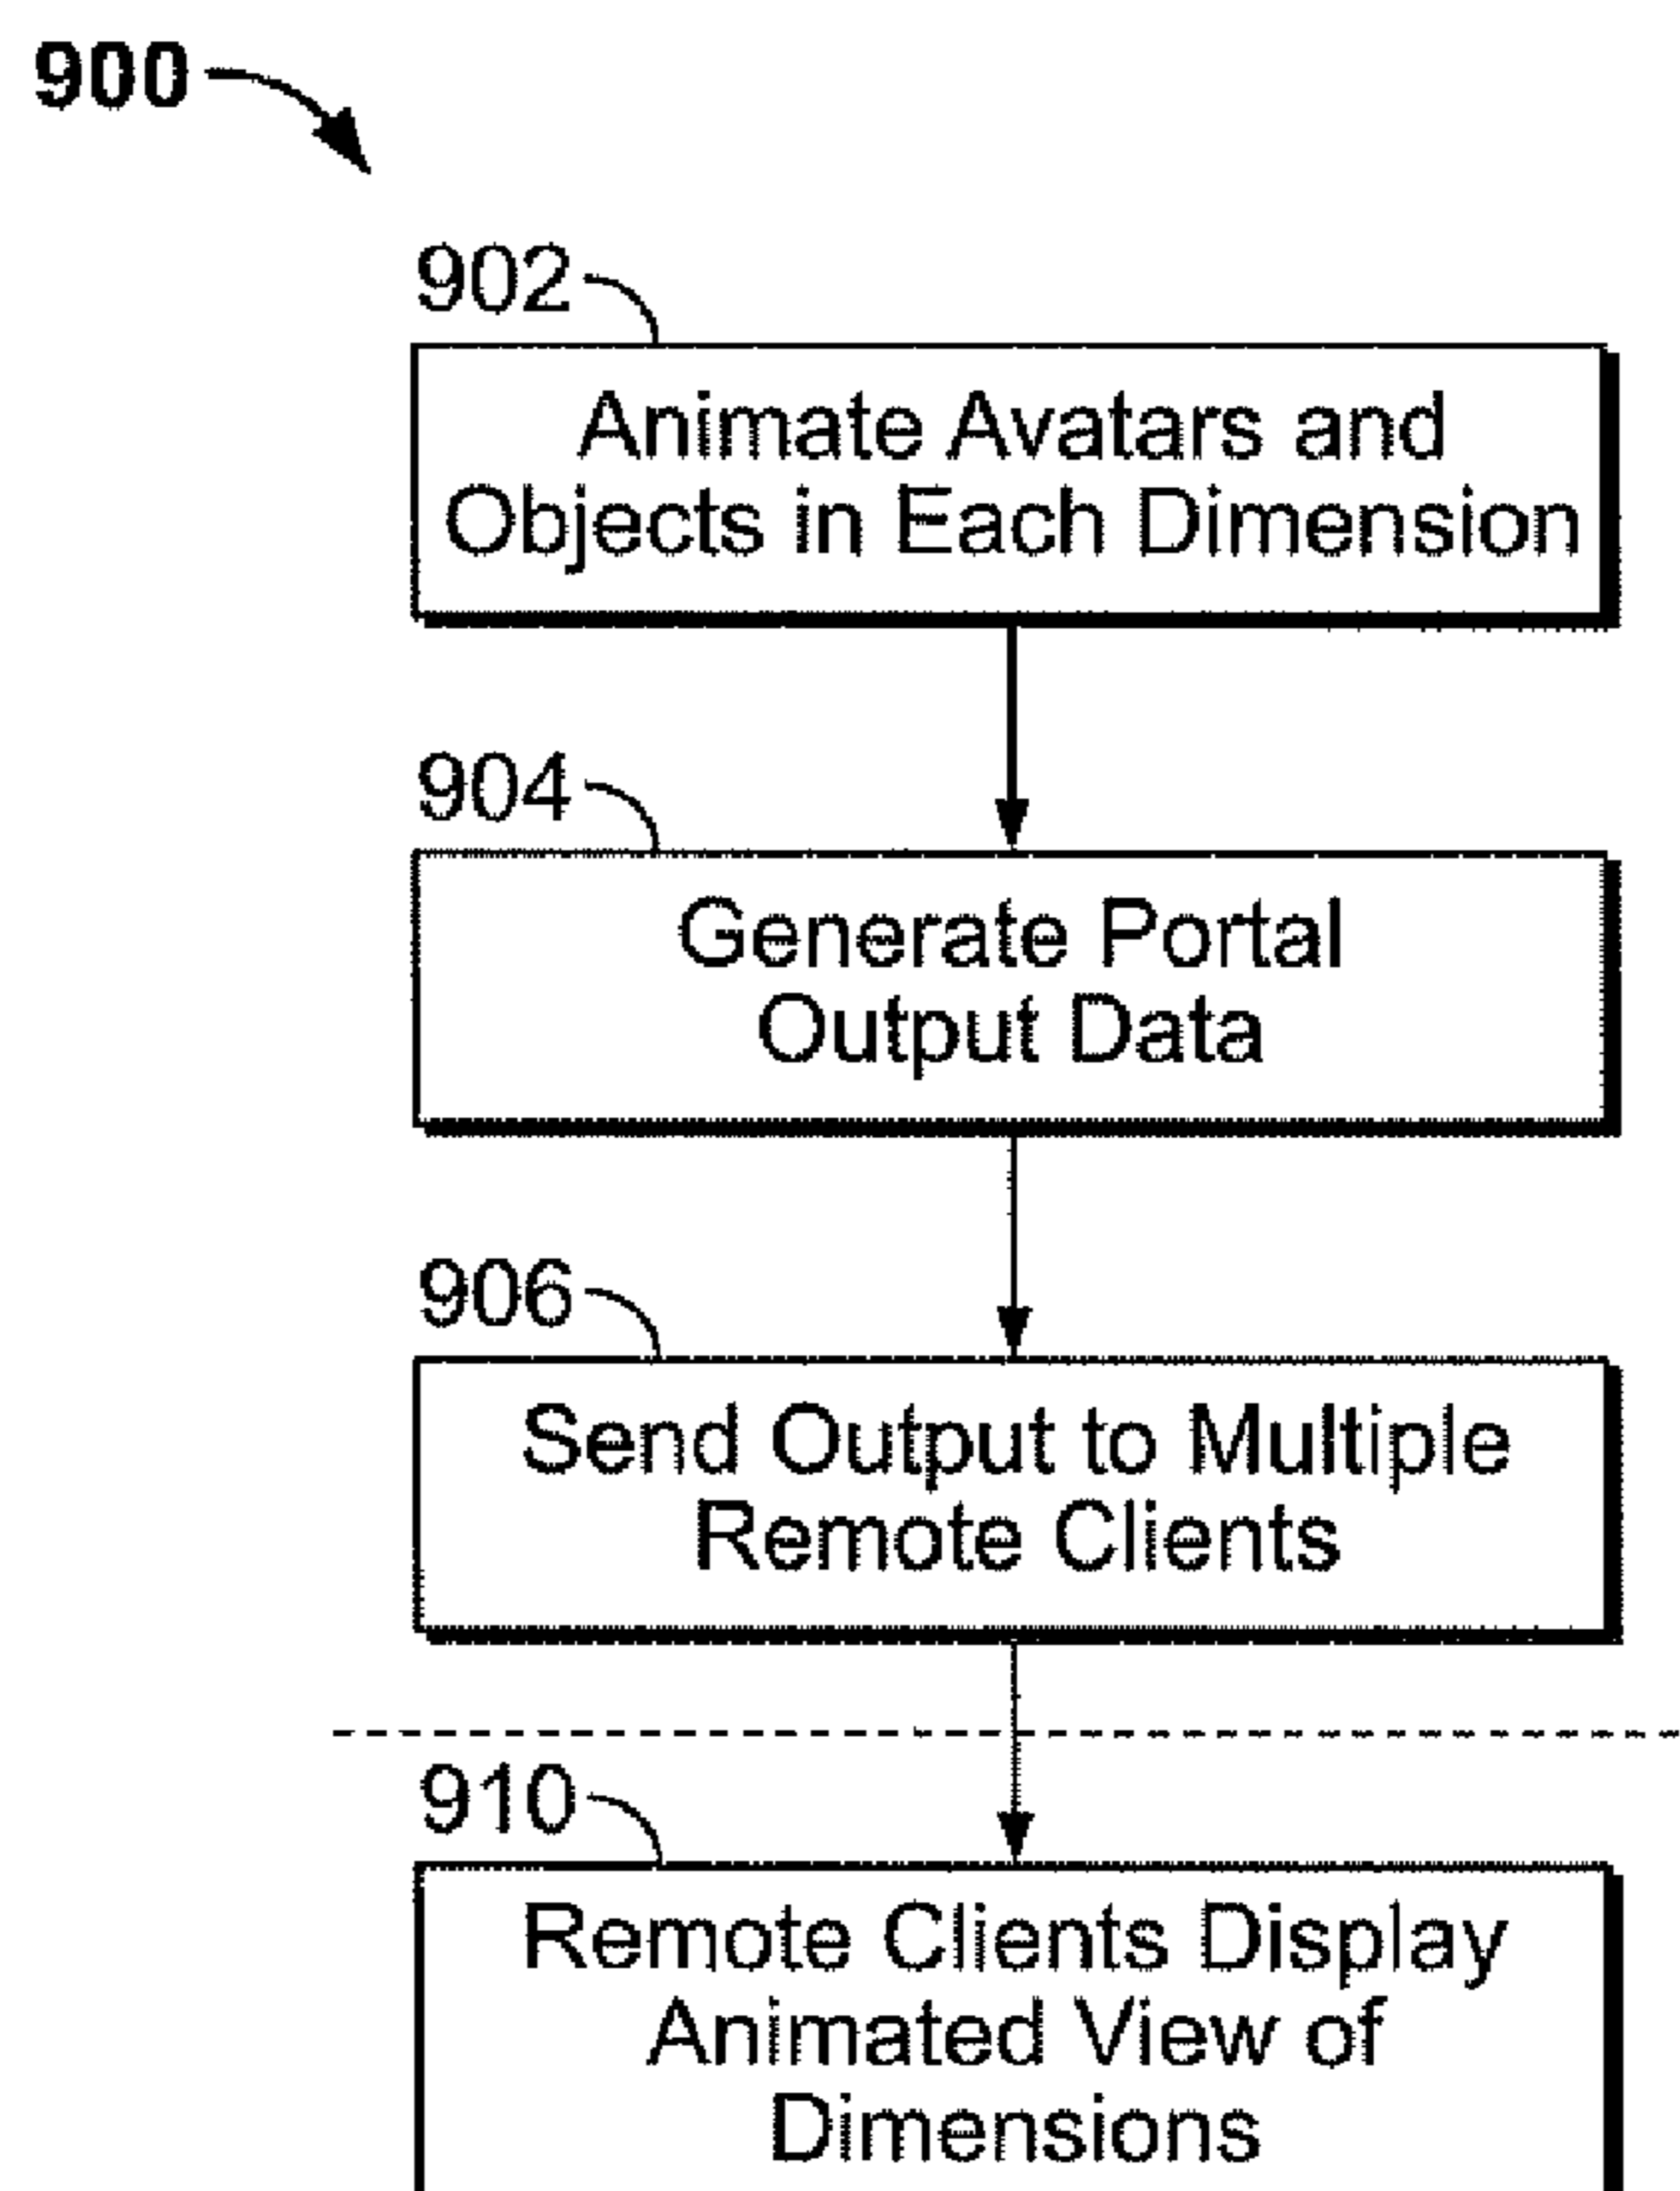 900
902
Animate Avatars and
Objects in Each Dimension
904
Generate Portal
Output Data
906
Send Output to Multiple
Remote Clients
910
Remote Clients Display
Animated View of
Dimensions